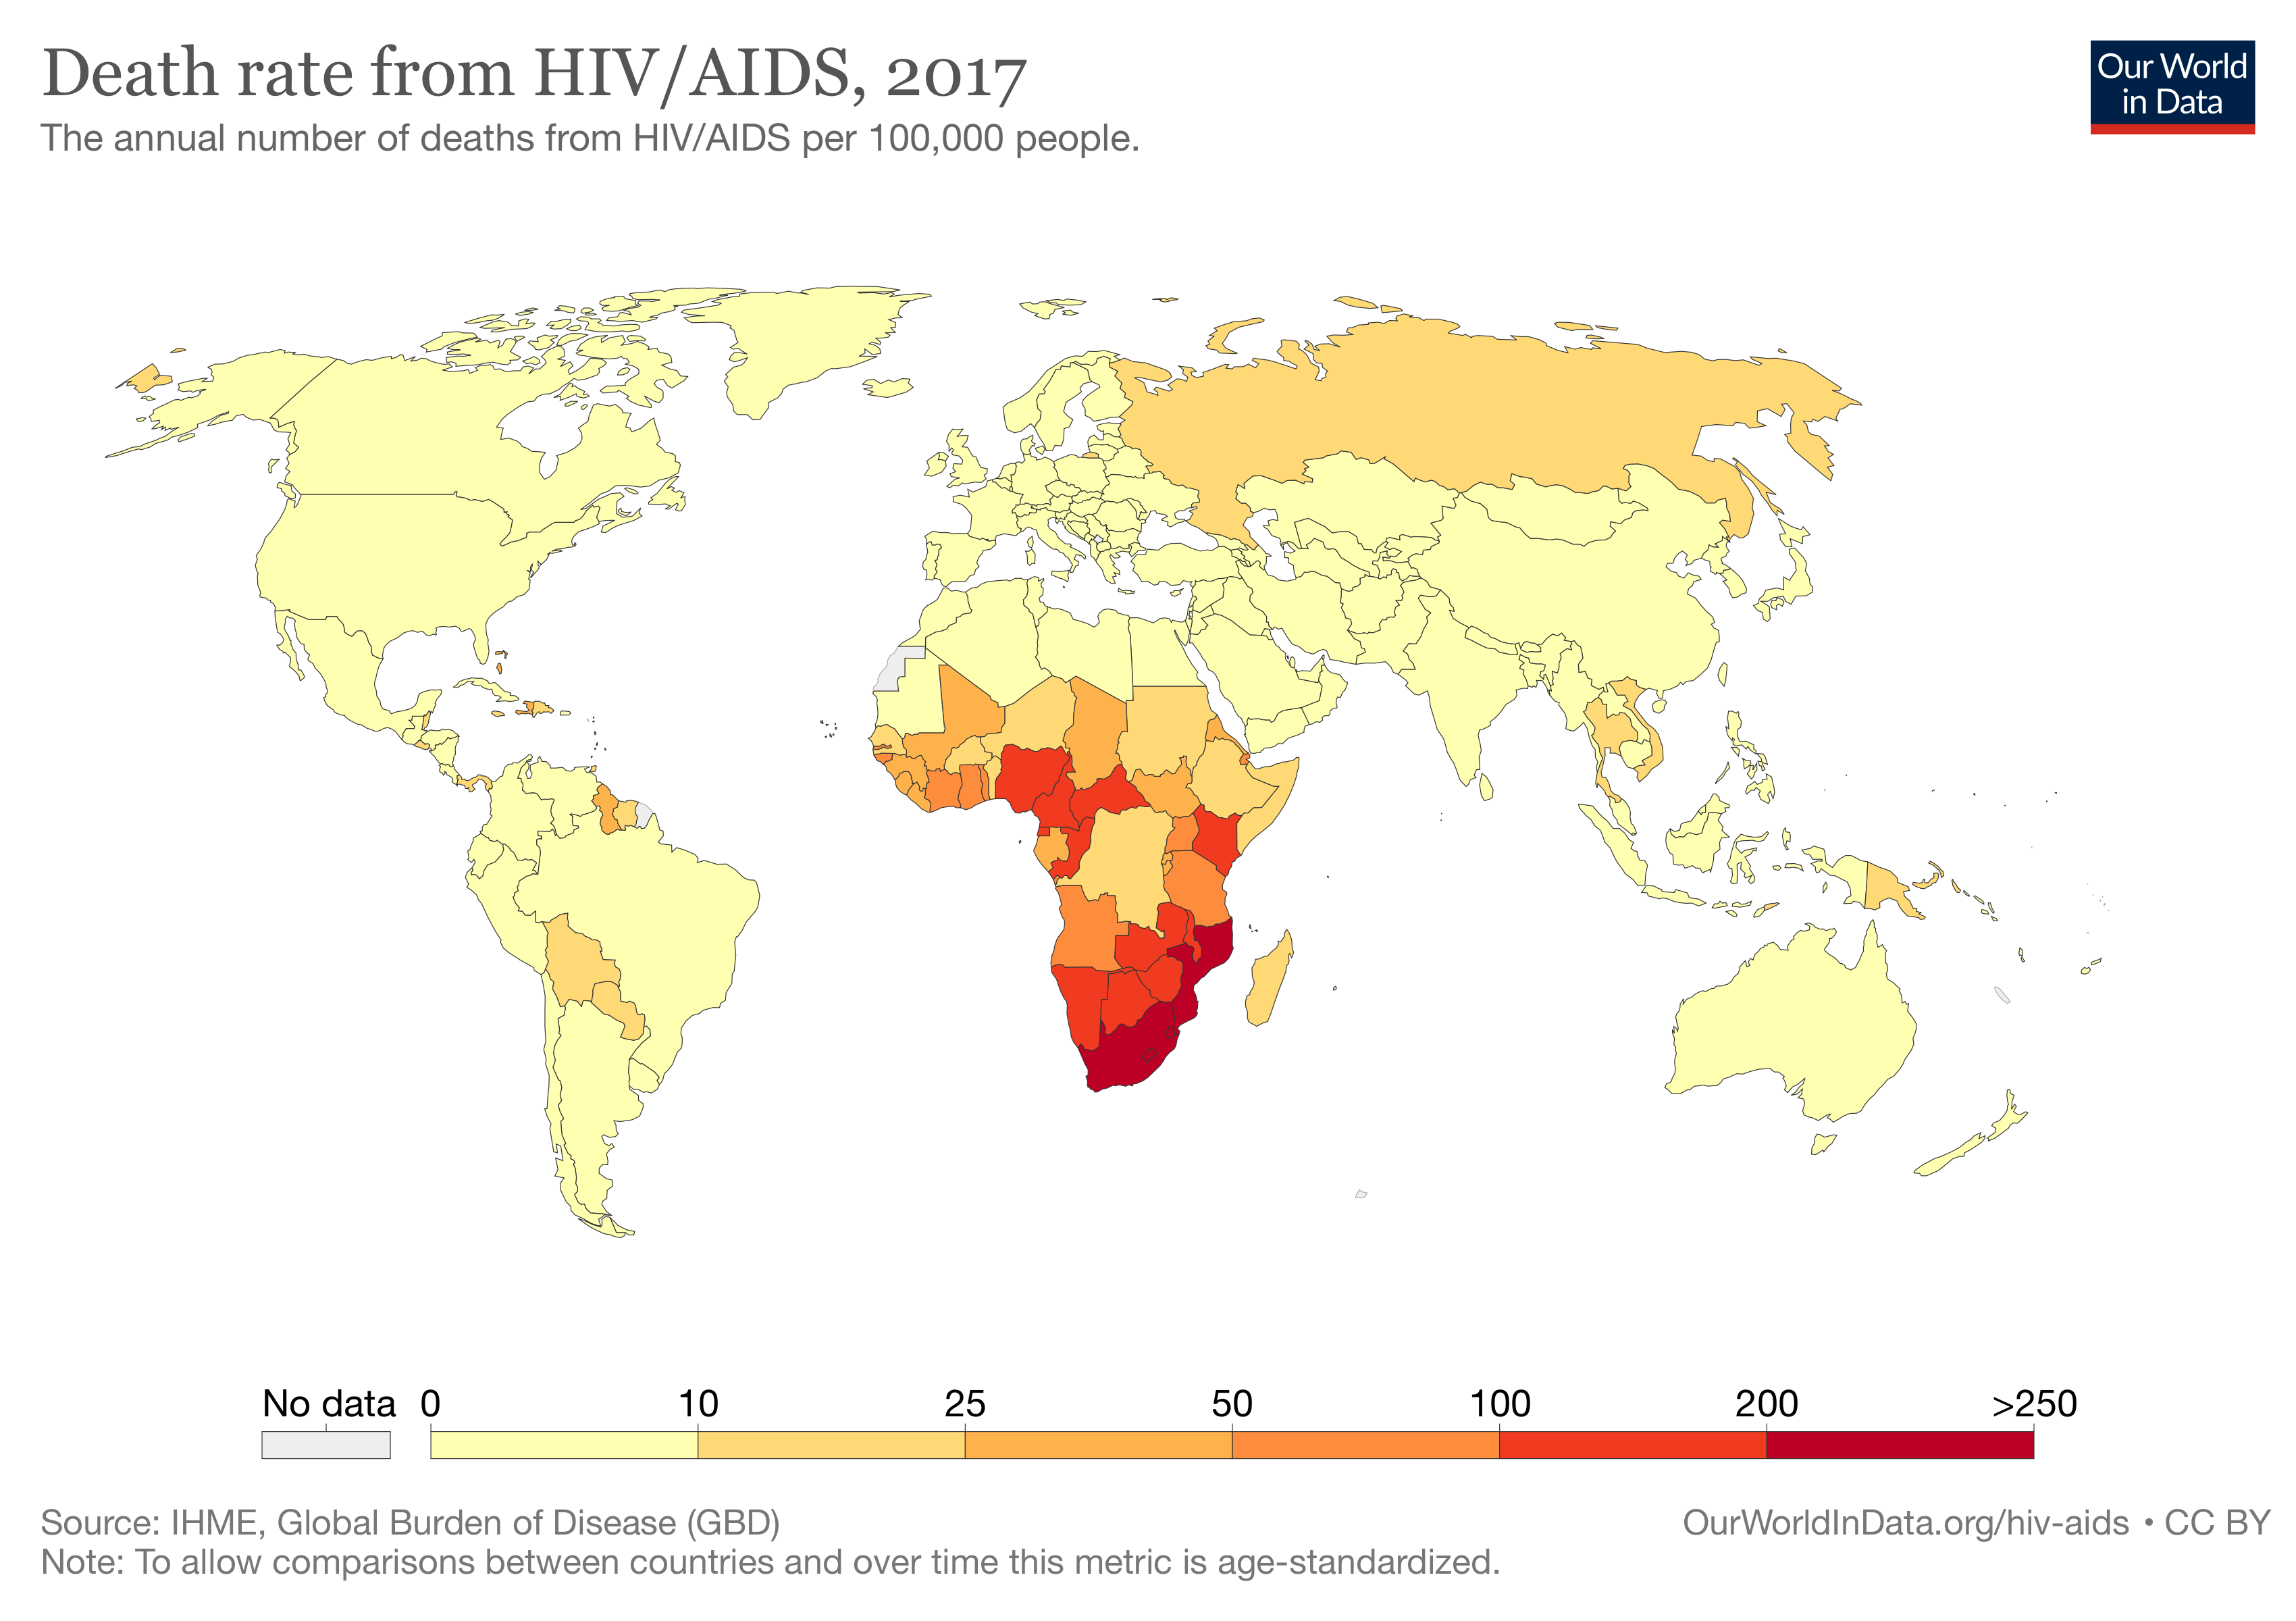 Death rate from HIV/AIDS, 2017
The annual number of deaths from HIV/AIDS per 100,000 people.
Our World
in Data
No data 0 10 25 50 100 200 >250
Source: IHME, Global Burden of Disease (GBD)
OurWorldInData.org/hiv-aids • CC BY
Note: To allow comparisons between countries and over time this metric is age-standardized.